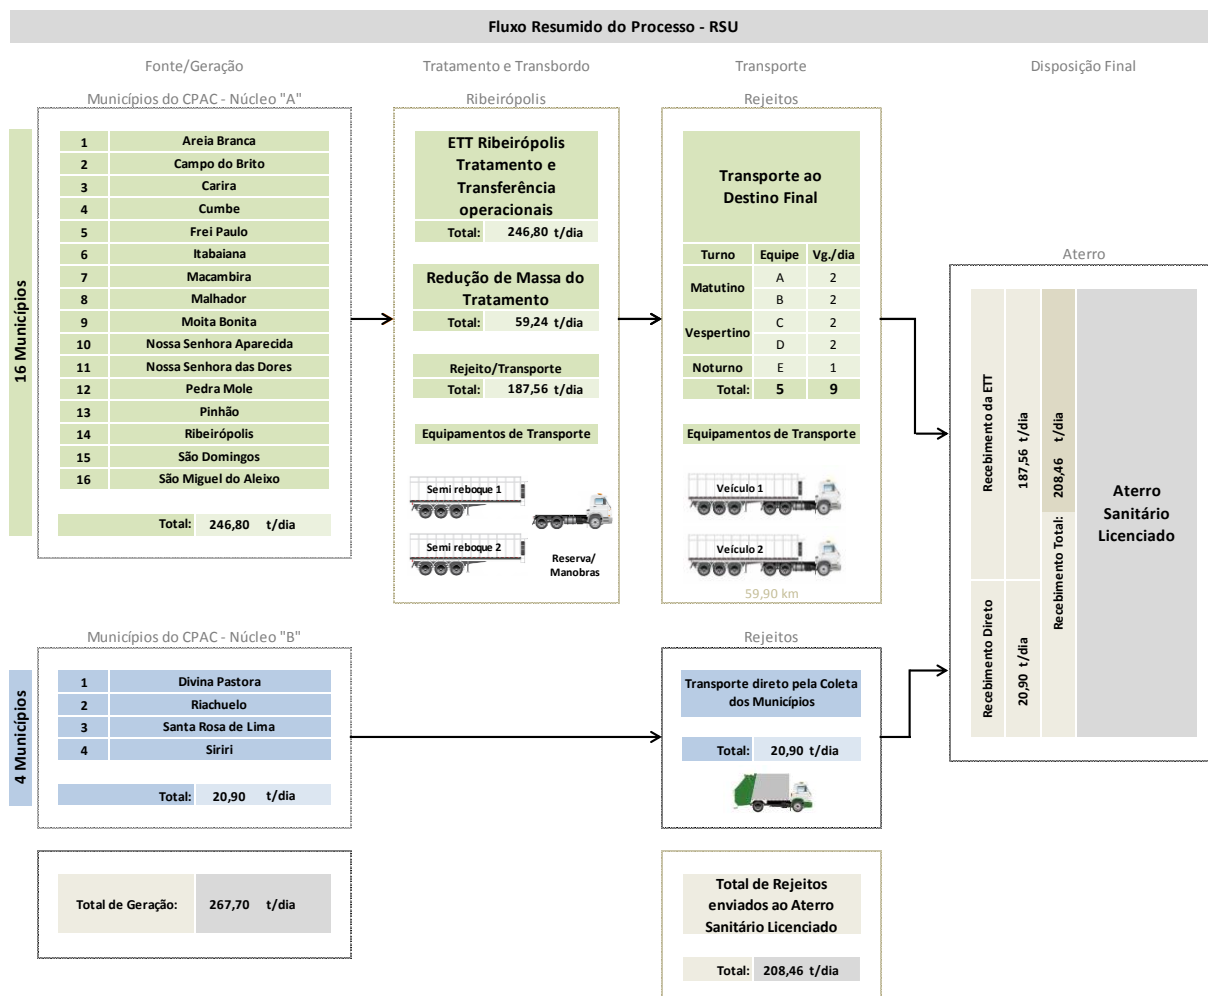 Fluxo Resumido do Processo - RSU
Fonte/Geração
Tratamento e Transbordo
Transporte
Disposição Final
Municípios do CPAC - Núcleo "A"
16 Municípios
1 Areia Branca
2 Campo do Brito
3 Carira
4 Cumbe
5 Frei Paulo
6 Itabaiana
7 Macambira
8 Malhador
9 Moita Bonita
10 Nossa Senhora Aparecida
11 Nossa Senhora das Dores
12 Pedra Mole
13 Pinhão
14 Ribeirópolis
15 São Domingos
16 São Miguel do Aleixo
Total: 246,80 t/dia
Ribeirópolis
ETT Ribeirópolis
Tratamento e
Transferência
operacionais
Total: 246,80 t/dia
Redução de Massa do
Tratamento
Total: 59,24 t/dia
Rejeito/Transporte
Total: 187,56 t/dia
Equipamentos de Transporte
Semi reboque 1
Semi reboque 2
Reserva/
Manobras
Rejeitos
Transporte ao
Destino Final
Turno Equipe Vg./dia
Matutino
A 2
B 2
Vespertino
C 2
D 2
Noturno E 1
Total: 5 9
Equipamentos de Transporte
Veículo 1
Veículo 2
59,90 km
Aterro
Recebimento da ETT
187,56 t/dia
Recebimento Direto
20,90 t/dia
Recebimento Total: 208,46 t/dia
Aterro
Sanitário
Licenciado
Municípios do CPAC - Núcleo "B"
4 Municípios
1 Divina Pastora
2 Riachuelo
3 Santa Rosa de Lima
4 Siriri
Total: 20,90 t/dia
Rejeitos
Transporte direto pela Coleta
dos Municípios
Total: 20,90 t/dia
Total de Geração: 267,70 t/dia
Total de Rejeitos
enviados ao Aterro
Sanitário Licenciado
Total: 208,46 t/dia